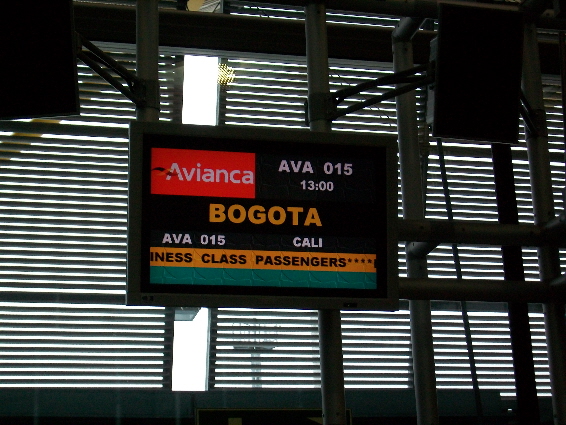 Avianca
AVA 015
13:00
BOGOTA
AVA 015 CALI
INESS CLASS PASSENGERS****